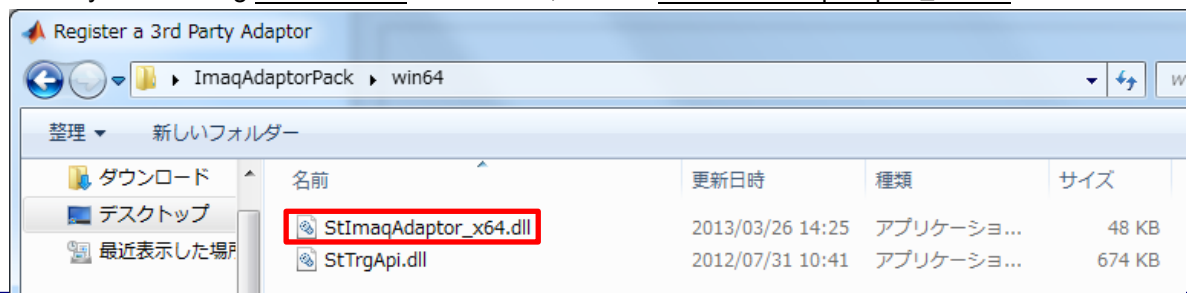 Register a 3rd Party Adaptor
ImaqAdaptorPack ▸ win64
整理 ▼ 新しいフォルダー
ダウンロード
デスクトップ
最近表示した場所
名前 更新日時 種類 サイズ
StImaqAdaptor_x64.dll 2013/03/26 14:25 アプリケーショ... 48 KB
StTrgApi.dll 2012/07/31 10:41 アプリケーショ... 674 KB